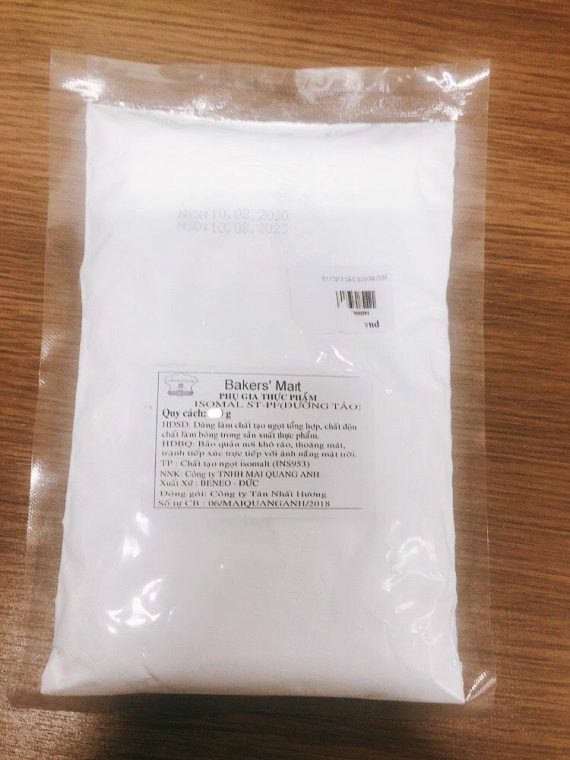 NSX:10.08.2020
HSD:10.08.2023
vnd
Bakers' Mart
PHỤ GIA THỰC PHẨM
ISOMAL ST-PF(ĐƯỜNG TÁO)
Quy cách: g
HDSD: Dùng làm chất tạo ngọt tổng hợp, chất độn
chất làm bóng trong sản xuất thực phẩm.
HDBQ: Bảo quản nơi khô ráo, thoáng mát,
tránh tiếp xúc trực tiếp với ánh nắng mặt trời.
TP : Chất tạo ngọt isomalt (INS953)
NNK: Công ty TNHH MAI QUANG ANH
Xuất Xứ : BENEO - ĐỨC
Đóng gói: Công ty Tân Nhất Hương
Số tự CB : 06/MAIQUANGANH/2018